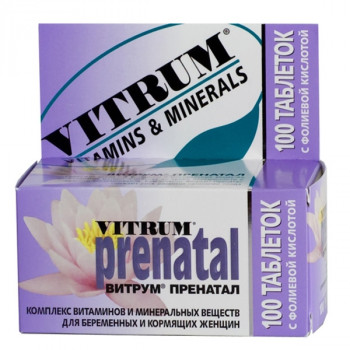 VITRUM®
VITAMINS & MINERALS
100 ТАБЛЕТОК
С ФОЛИЕВОЙ КИСЛОТОЙ
VITRUM®
prenatal
ВИТРУМ® ПРЕНАТАЛ
КОМПЛЕКС ВИТАМИНОВ И МИНЕРАЛЬНЫХ ВЕЩЕСТВ
ДЛЯ БЕРЕМЕННЫХ И КОРМЯЩИХ ЖЕНЩИН
100 ТАБЛЕТОК
С ФОЛИЕВОЙ КИСЛОТОЙ